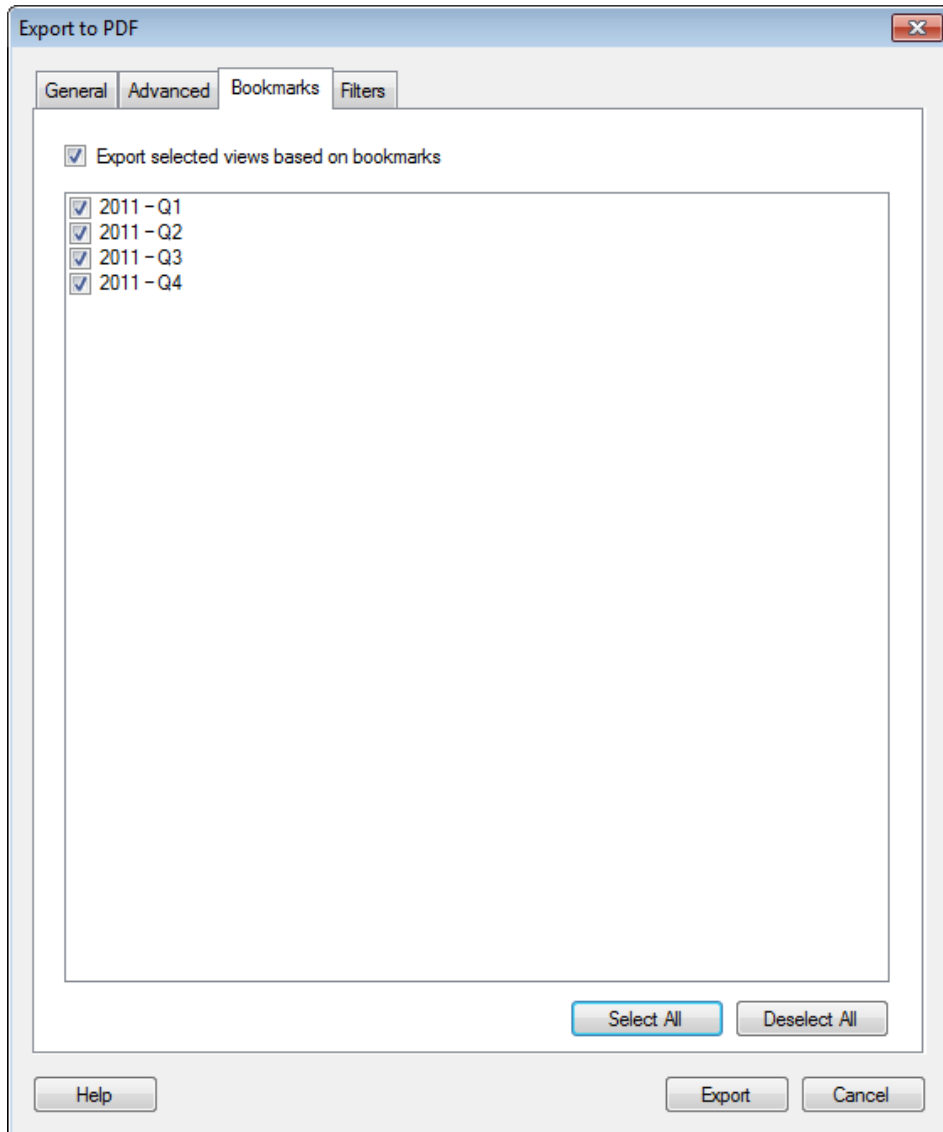 Export to PDF
General Advanced Bookmarks Filters
Export selected views based on bookmarks
2011 – Q1
2011 – Q2
2011 – Q3
2011 – Q4
Select All Deselect All
Help Export Cancel